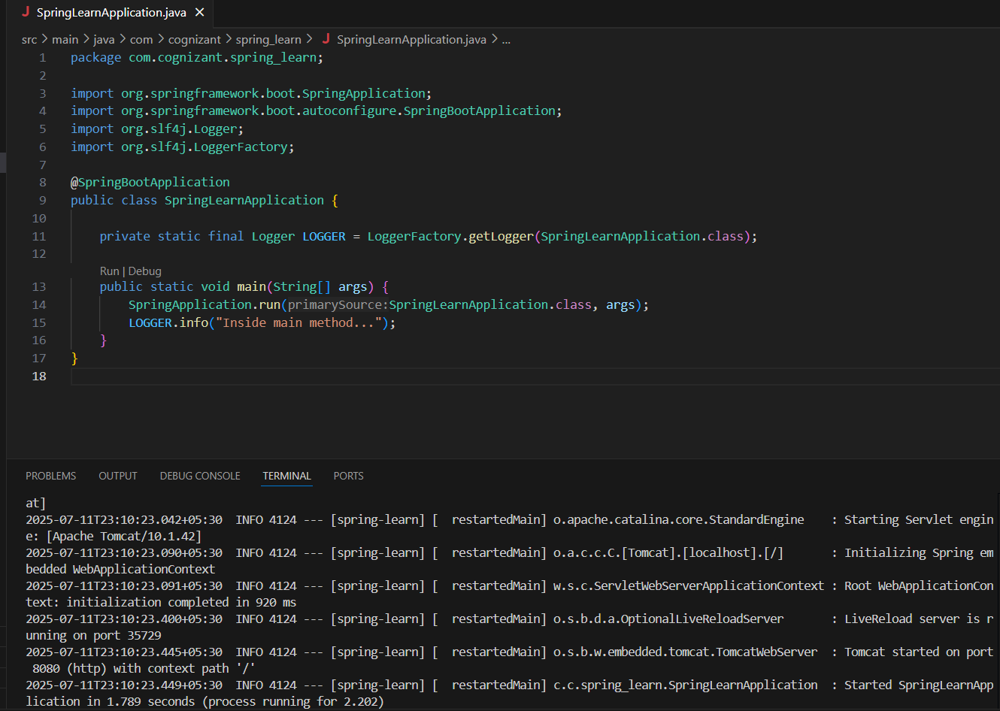 J SpringLearnApplication.java ×
src > main > java > com > cognizant > spring_learn > J SpringLearnApplication.java > ...
1 package com.cognizant.spring_learn;
2
3 import org.springframework.boot.SpringApplication;
4 import org.springframework.boot.autoconfigure.SpringBootApplication;
5 import org.slf4j.Logger;
6 import org.slf4j.LoggerFactory;
7
8 @SpringBootApplication
9 public class SpringLearnApplication {
10
11 private static final Logger LOGGER = LoggerFactory.getLogger(SpringLearnApplication.class);
12
Run | Debug
13 public static void main(String[] args) {
14 SpringApplication.run(primarySource:SpringLearnApplication.class, args);
15 LOGGER.info("Inside main method...");
16 }
17 }
18
PROBLEMS OUTPUT DEBUG CONSOLE TERMINAL PORTS
at]
2025-07-11T23:10:23.042+05:30  INFO 4124 --- [spring-learn] [  restartedMain] o.apache.catalina.core.StandardEngine    : Starting Servlet engin
e: [Apache Tomcat/10.1.42]
2025-07-11T23:10:23.090+05:30  INFO 4124 --- [spring-learn] [  restartedMain] o.a.c.c.C.[Tomcat].[localhost].[/]       : Initializing Spring em
bedded WebApplicationContext
2025-07-11T23:10:23.091+05:30  INFO 4124 --- [spring-learn] [  restartedMain] w.s.c.ServletWebServerApplicationContext : Root WebApplicationCon
text: initialization completed in 920 ms
2025-07-11T23:10:23.400+05:30  INFO 4124 --- [spring-learn] [  restartedMain] o.s.b.d.a.OptionalLiveReloadServer       : LiveReload server is r
unning on port 35729
2025-07-11T23:10:23.445+05:30  INFO 4124 --- [spring-learn] [  restartedMain] o.s.b.w.embedded.tomcat.TomcatWebServer  : Tomcat started on port
 8080 (http) with context path '/'
2025-07-11T23:10:23.449+05:30  INFO 4124 --- [spring-learn] [  restartedMain] c.c.spring_learn.SpringLearnApplication  : Started SpringLearnApp
lication in 1.789 seconds (process running for 2.202)